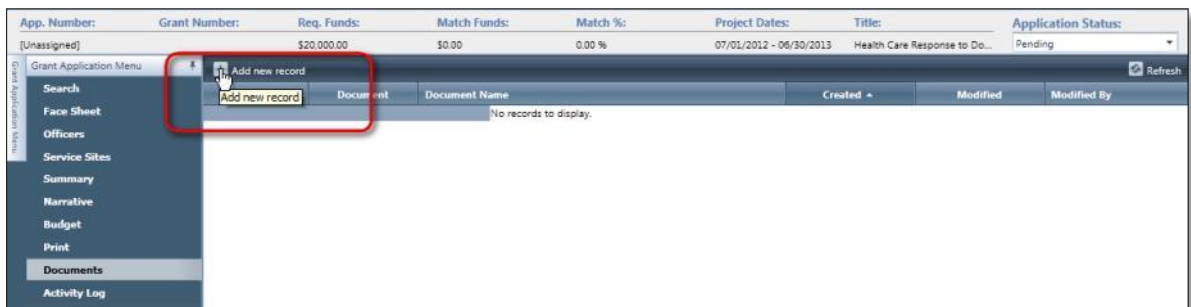 App. Number: Grant Number: Req. Funds: Match Funds: Match %: Project Dates: Title: Application Status:
[Unassigned] $20,000.00 $0.00 0.00 % 07/01/2012 - 06/30/2013 Health Care Response to Do... Pending
Grant Application Menu
Grant Application Menu
Add new record
Refresh
Add new record
Document Document Name Created Modified Modified By
No records to display.
Search
Face Sheet
Officers
Service Sites
Summary
Narrative
Budget
Print
Documents
Activity Log